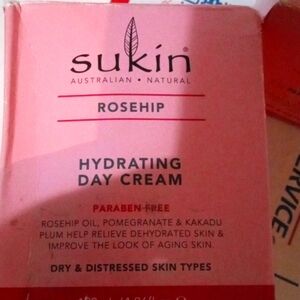 sukin
AUSTRALIAN • NATURAL
ROSEHIP
HYDRATING
DAY CREAM
PARABEN FREE
ROSEHIP OIL, POMEGRANATE & KAKADU
PLUM HELP RELIEVE DEHYDRATED SKIN &
IMPROVE THE LOOK OF AGING SKIN.
DRY & DISTRESSED SKIN TYPES